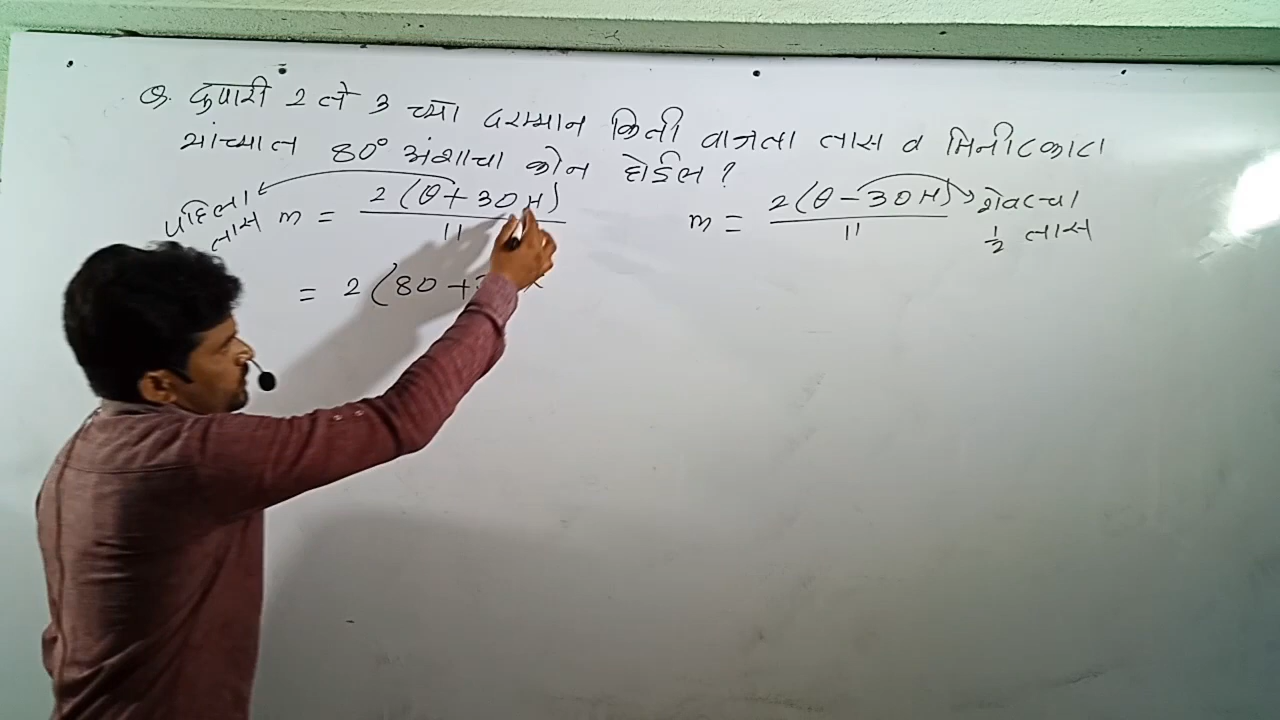 Q. दुपारी 2 ते 3 च्या दरम्यान किती वाजता तास व मिनीटकाटा
यांच्यात 80° अंशाचा कोन होईल ?
पहिला तास m = 2(θ + 30H) / 11
= 2(80 +
m = 2(θ - 30H) / 11 शेवटचा 1/2 तास